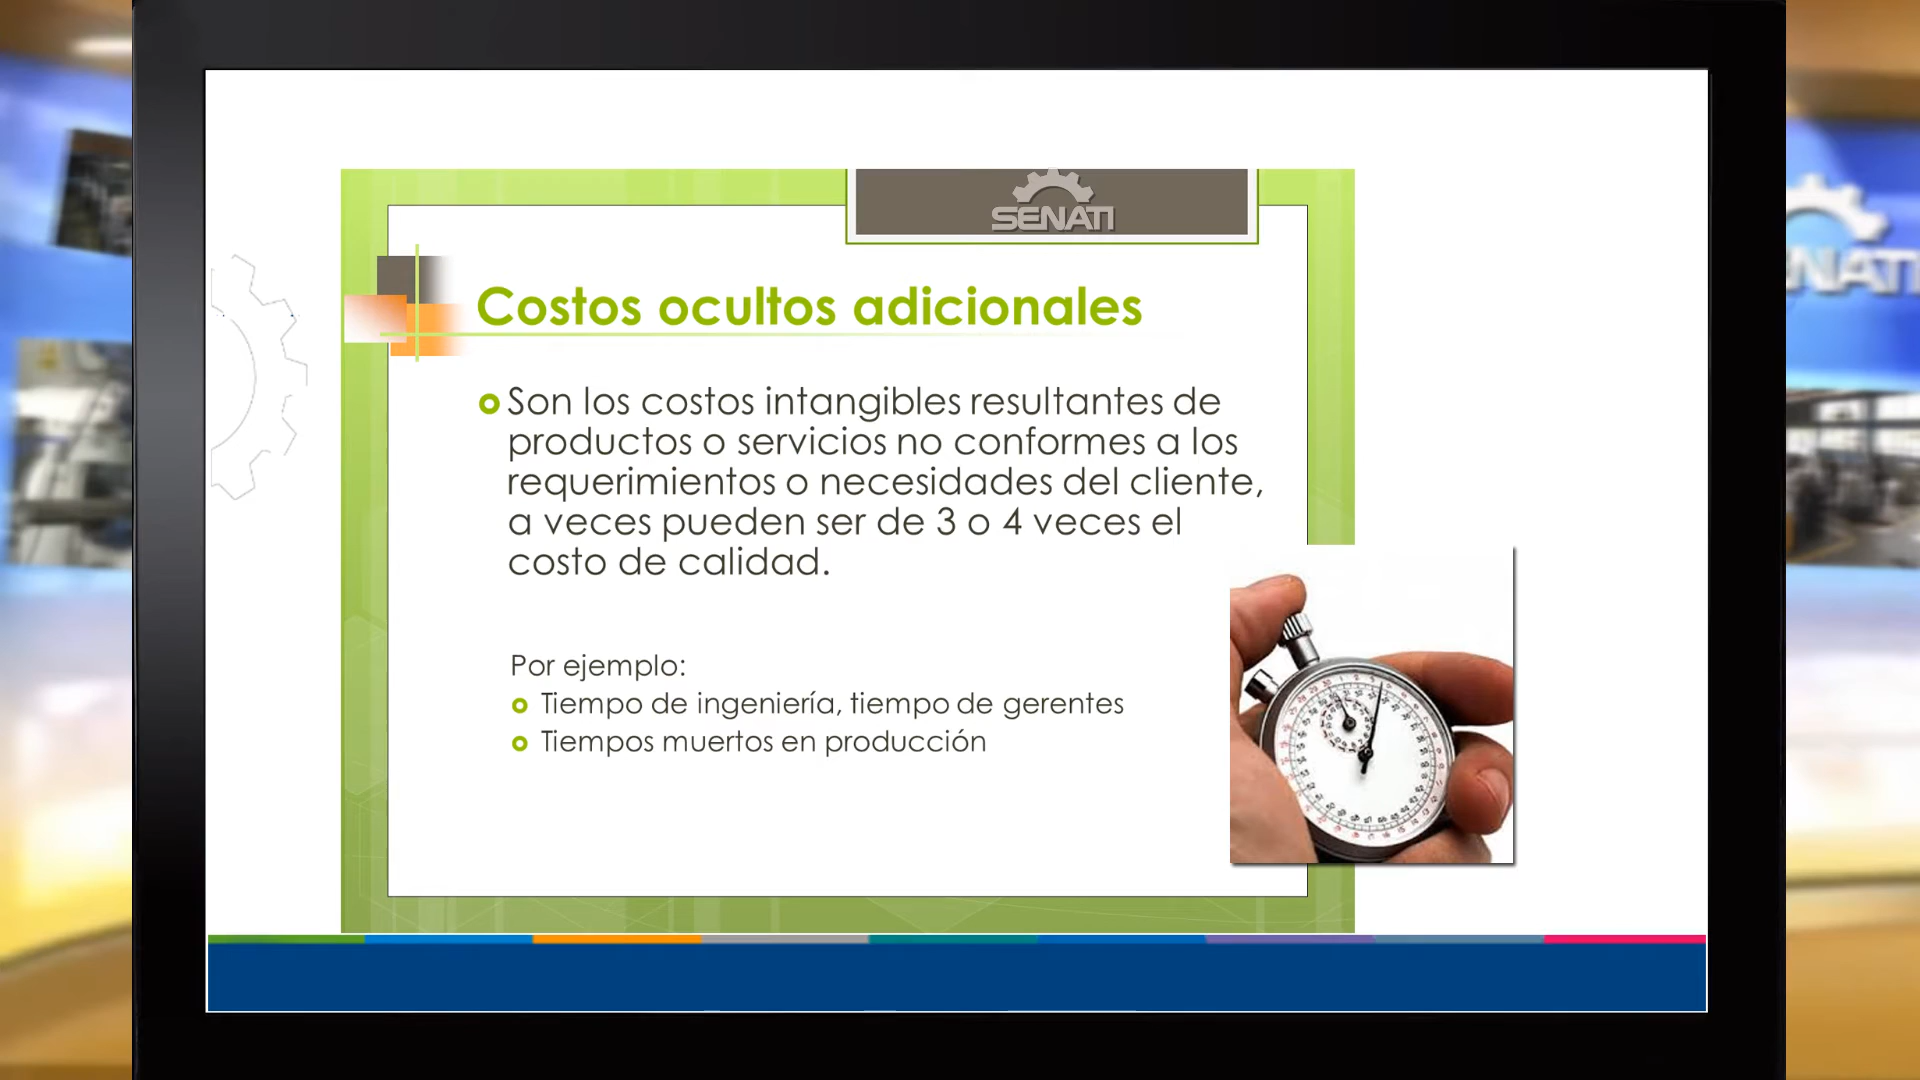 SENATI
Costos ocultos adicionales
Son los costos intangibles resultantes de
productos o servicios no conformes a los
requerimientos o necesidades del cliente,
a veces pueden ser de 3 o 4 veces el
costo de calidad.
Por ejemplo:
Tiempo de ingeniería, tiempo de gerentes
Tiempos muertos en producción
NATI